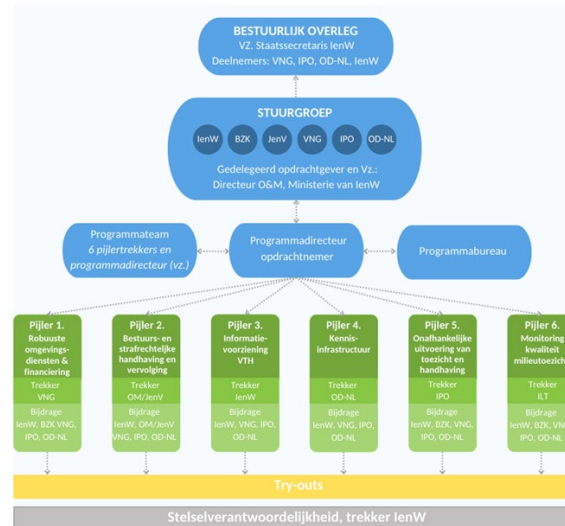 BESTUURLIJK OVERLEG
VZ. Staatssecretaris IenW
Deelnemers: VNG, IPO, OD-NL, IenW
STUURGROEP
IenW BZK JenV VNG IPO OD-NL
Gedelegeerd opdrachtgever en Vz.:
Directeur O&M, Ministerie van IenW
Programmateam
6 pijlertrekkers en
programmadirecteur (vz.)
Programmadirecteur
opdrachtnemer
Programmabureau
Pijler 1.
Robuuste
omgevings-
diensten &
financiering
Trekker
VNG
Bijdrage
IenW, BZK VNG,
IPO, OD-NL
Pijler 2.
Bestuurs- en
strafrechtelijke
handhaving en
vervolging
Trekker
OM/JenV
Bijdrage
IenW, OM/JenV
VNG, IPO, OD-NL
Pijler 3.
Informatie-
voorziening
VTH
Trekker
IenW
Bijdrage
IenW, VNG, IPO,
OD-NL
Pijler 4.
Kennis-
infrastructuur
Trekker
OD-NL
Bijdrage
IenW, VNG, IPO,
OD-NL
Pijler 5.
Onafhankelijke
uitvoering van
toezicht en
handhaving
Trekker
IPO
Bijdrage
IenW, BZK, VNG,
IPO, OD-NL
Pijler 6.
Monitoring
kwaliteit
milieutoezich
Trekker
ILT
Bijdrage
IenW, BZK, VN
IPO, OD-NL
Try-outs
Stelselverantwoordelijkheid, trekker IenW